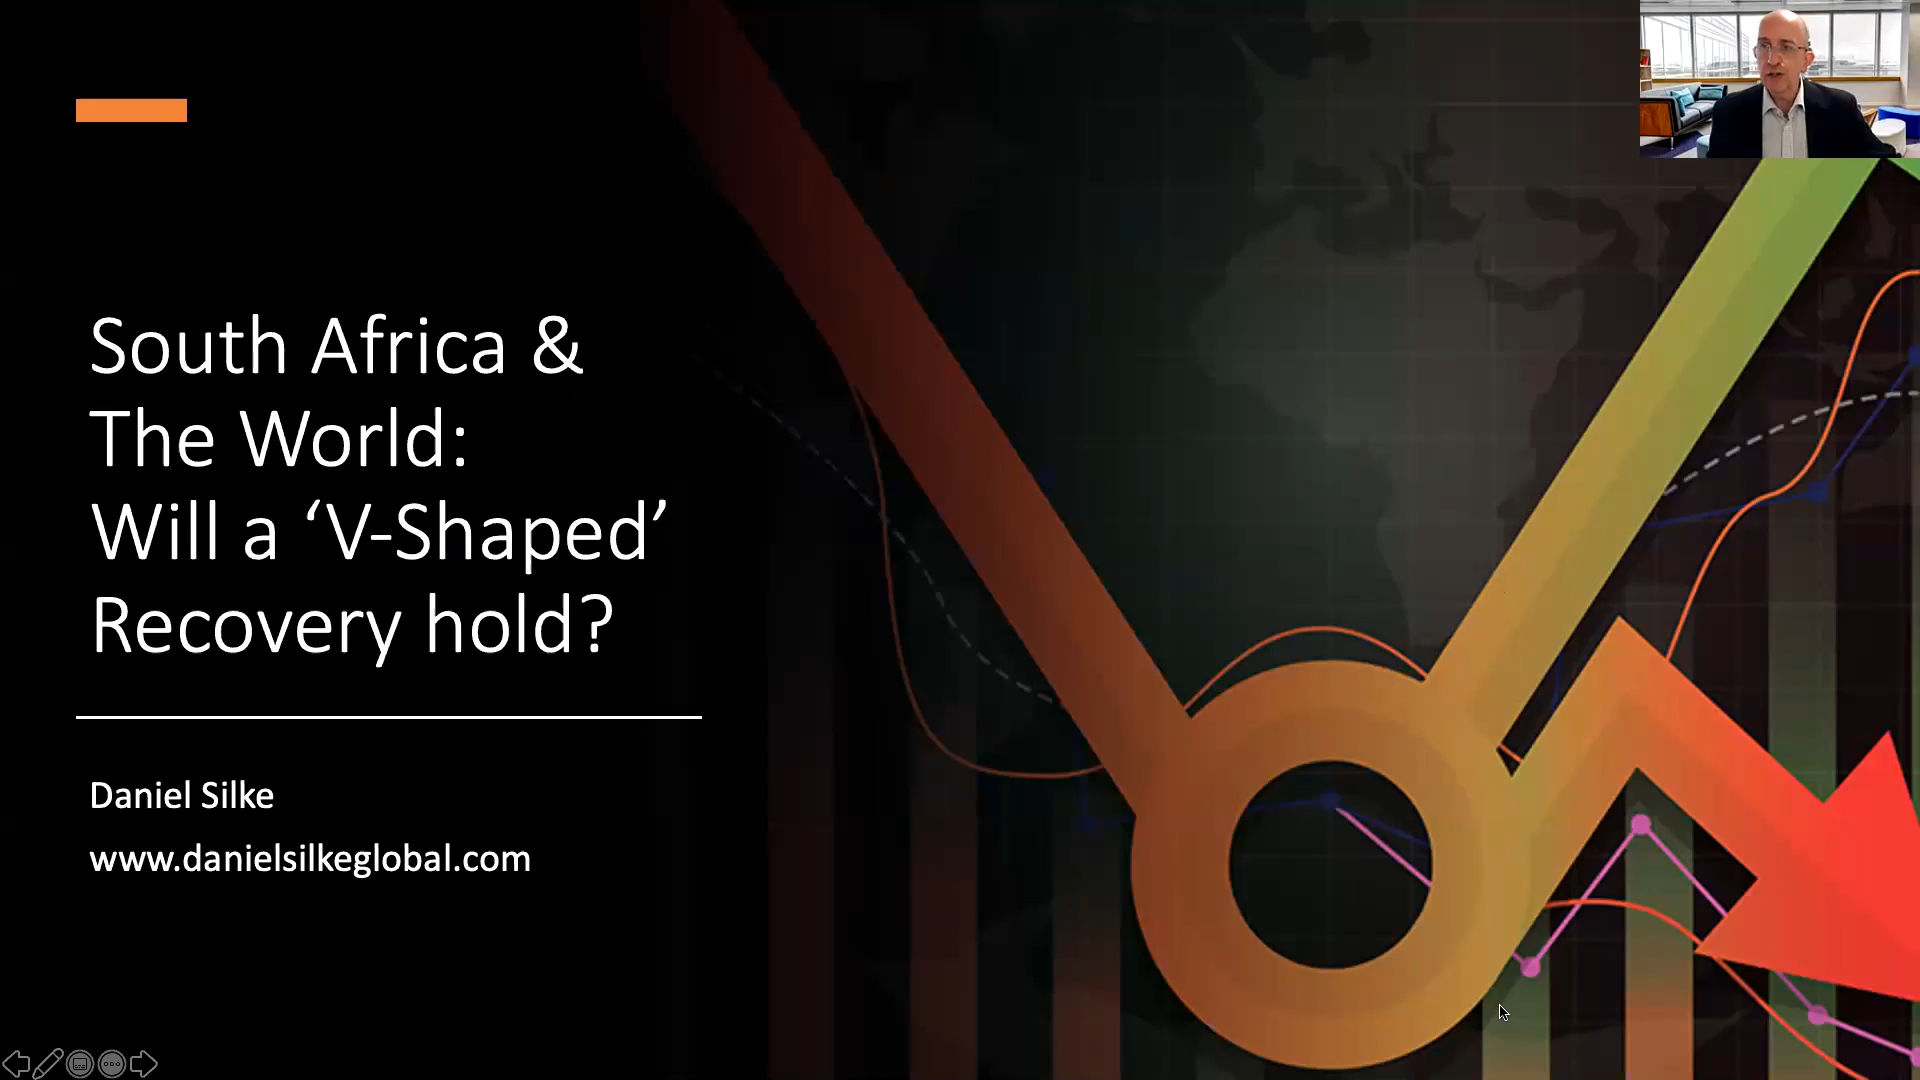 South Africa &
The World:
Will a ‘V-Shaped’
Recovery hold?
Daniel Silke
www.danielsilkeglobal.com